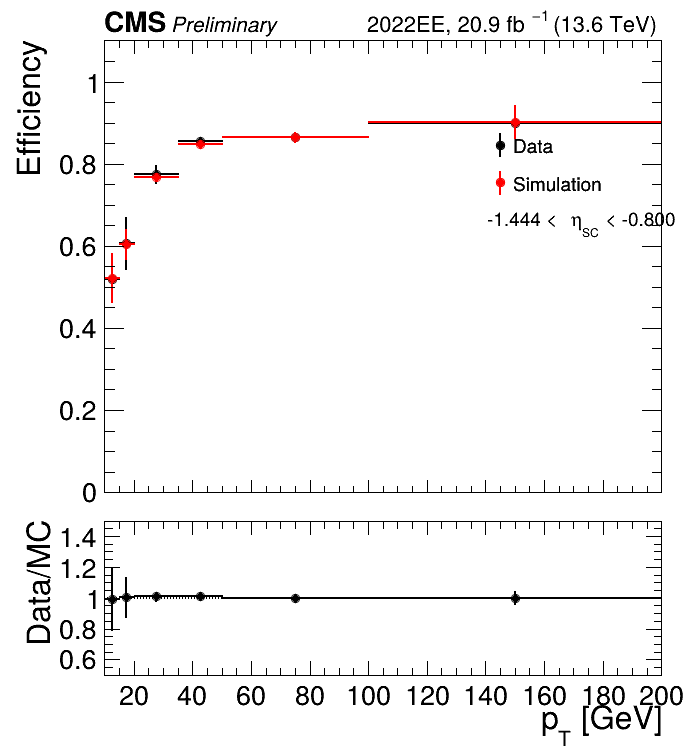 CMS Preliminary 2022EE, 20.9 fb⁻¹ (13.6 TeV)
Efficiency
1
0.8
0.6
0.4
0.2
0
Data
Simulation
-1.444 < η_SC < -0.800
Data/MC
1.4
1.2
1
0.8
0.6
20 40 60 80 100 120 140 160 180 200
p_T [GeV]